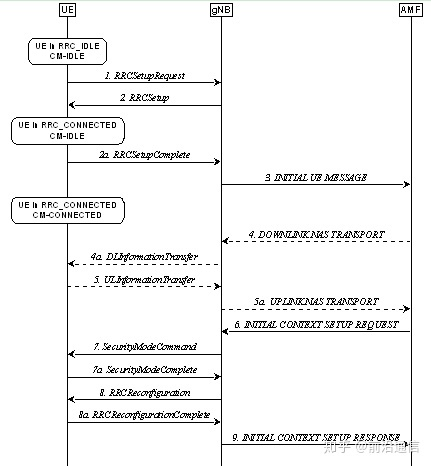 UE
gNB
AMF
UE in RRC_IDLE
CM-IDLE
1. RRCSetupRequest
2. RRCSetup
UE in RRC_CONNECTED
CM-IDLE
2a. RRCSetupComplete
3. INITIAL UE MESSAGE
UE in RRC_CONNECTED
CM-CONNECTED
4. DOWNLINK NAS TRANSPORT
4a. DLInformationTransfer
5. ULInformationTransfer
5a. UPLINK NAS TRANSPORT
6. INITIAL CONTEXT SETUP REQUEST
7. SecurityModeCommand
7a. SecurityModeComplete
8. RRCReconfiguration
8a. RRCReconfigurationComplete
9. INITIAL CONTEXT SETUP RESPONSE
知乎 @前沿通信